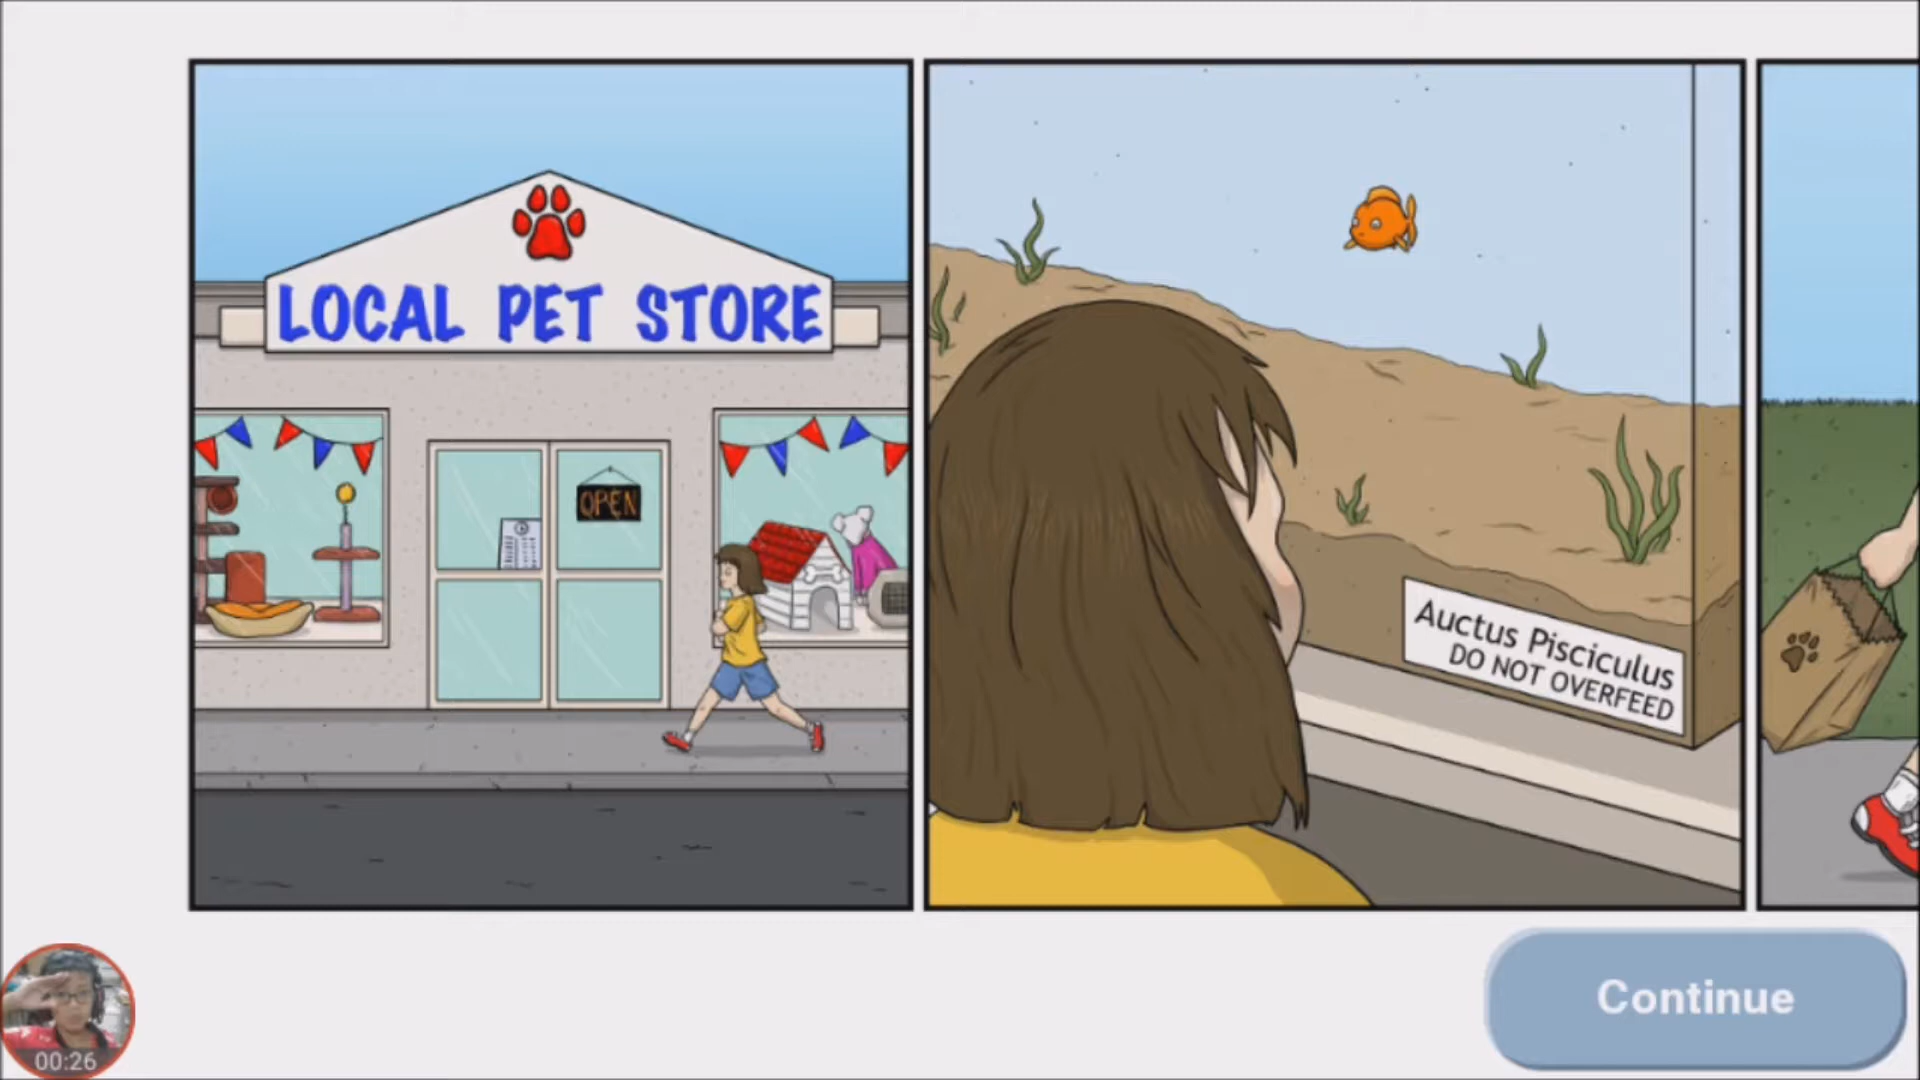 LOCAL PET STORE
OPEN
Auctus Pisciculus
DO NOT OVERFEED
Continue
00:26